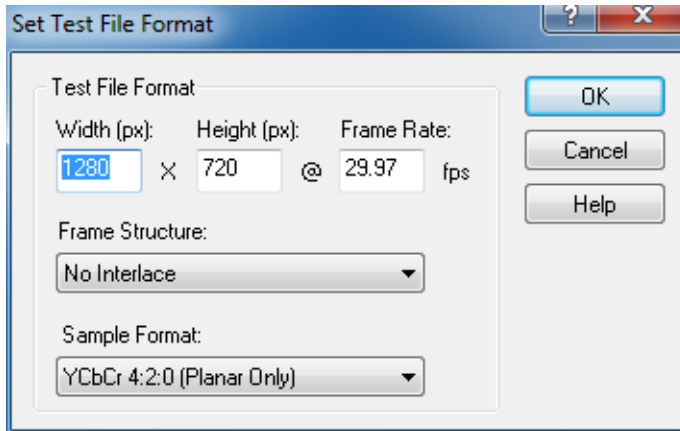 Set Test File Format
? X
Test File Format
OK
Width (px): Height (px): Frame Rate:
1280 X 720 @ 29.97 fps
Cancel
Help
Frame Structure:
No Interlace
Sample Format:
YCbCr 4:2:0 (Planar Only)